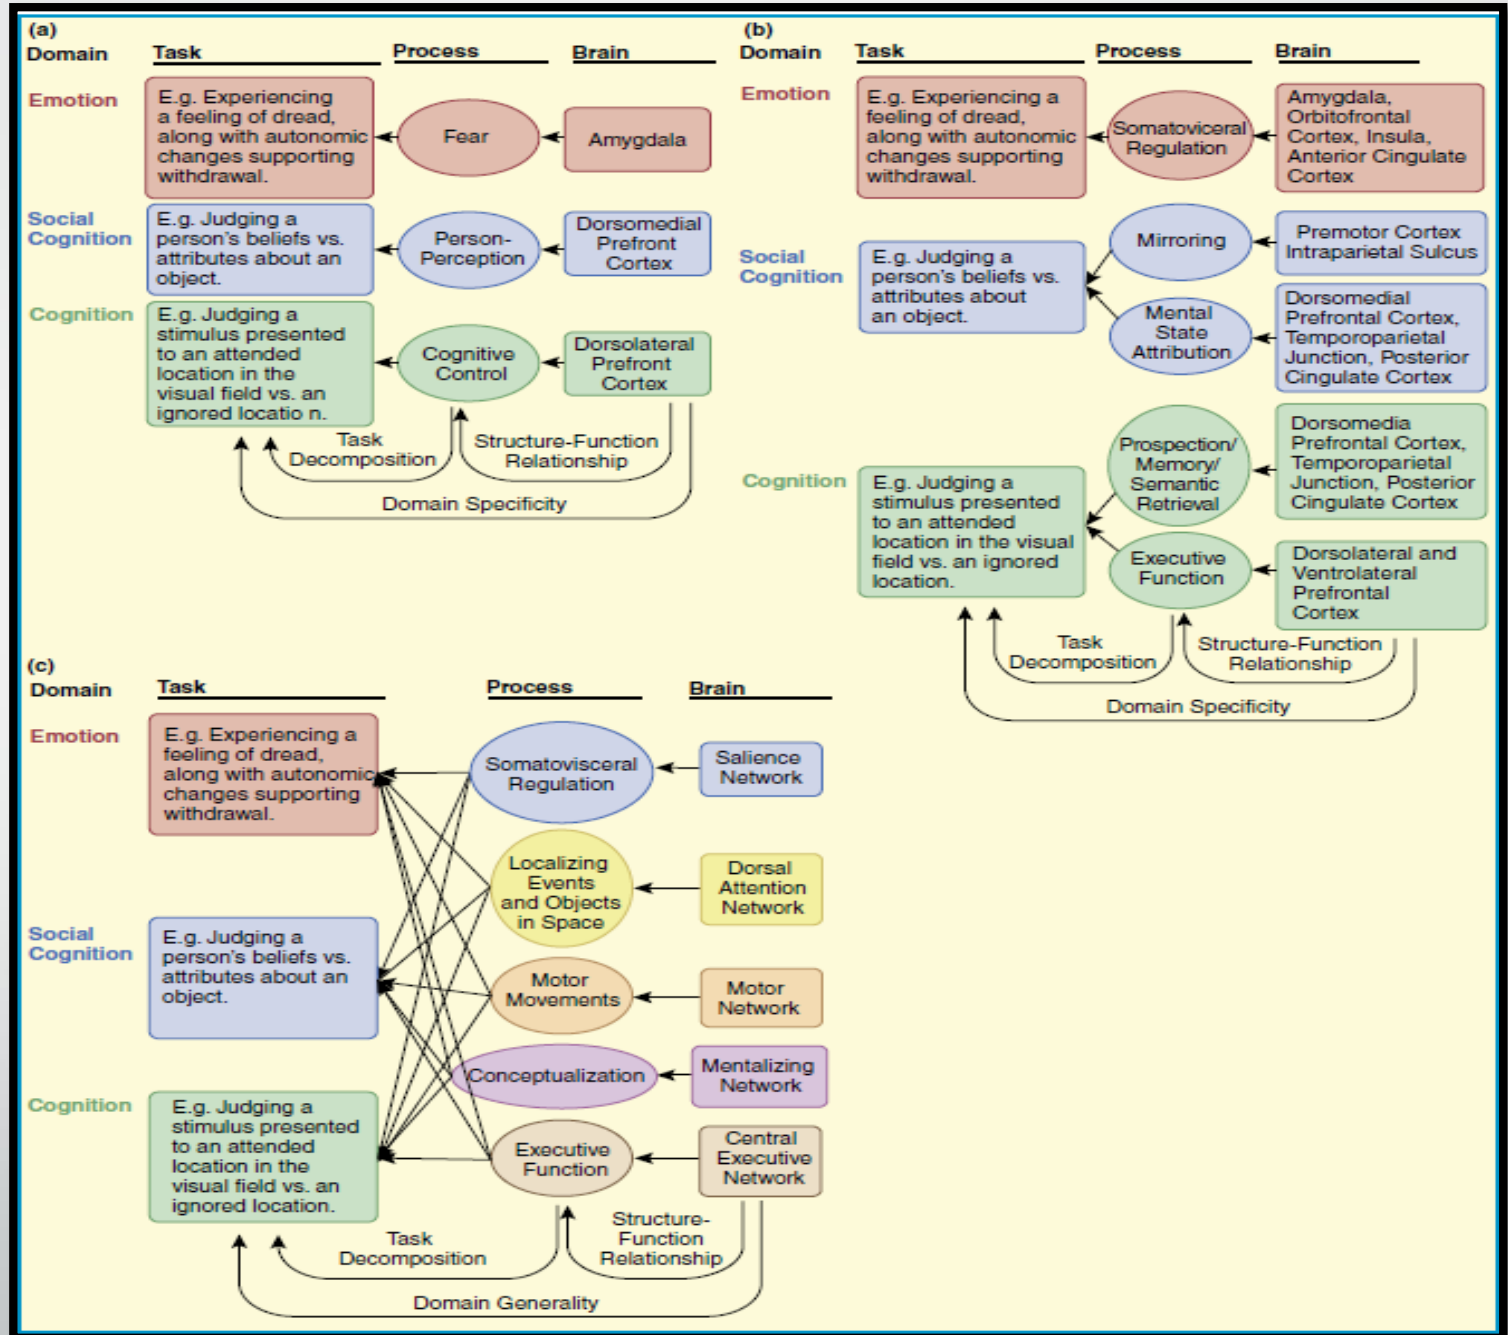 (a)
Domain
Task
Process
Brain
Emotion
E.g. Experiencing
a feeling of dread,
along with autonomic
changes supporting
withdrawal.
Fear
Amygdala
Social
Cognition
E.g. Judging a
person's beliefs vs.
attributes about an
object.
Person-
Perception
Dorsomedial
Prefront
Cortex
Cognition
E.g. Judging a
stimulus presented
to an attended
location in the
visual field vs. an
ignored locatio n.
Cognitive
Control
Dorsolateral
Prefront
Cortex
Task
Decomposition
Structure-Function
Relationship
Domain Specificity
(b)
Domain
Task
Process
Brain
Emotion
E.g. Experiencing a
feeling of dread,
along with autonomic
changes supporting
withdrawal.
Somatoviceral
Regulation
Amygdala,
Orbitofrontal
Cortex, Insula,
Anterior Cingulate
Cortex
Social
Cognition
E.g. Judging a
person's beliefs vs.
attributes about
an object.
Mirroring
Premotor Cortex
Intraparietal Sulcus
Mental
State
Attribution
Dorsomedial
Prefrontal Cortex,
Temporoparietal
Junction, Posterior
Cingulate Cortex
Cognition
E.g. Judging a
stimulus presented
to an attended
location in the visual
field vs. an ignored
location.
Prospection/
Memory/
Semantic
Retrieval
Dorsomedia
Prefrontal Cortex,
Temporoparietal
Junction, Posterior
Cingulate Cortex
Executive
Function
Dorsolateral and
Ventrolateral
Prefrontal
Cortex
Task
Decomposition
Structure-Function
Relationship
Domain Specificity
(c)
Domain
Task
Process
Brain
Emotion
E.g. Experiencing a
feeling of dread,
along with autonomic
changes supporting
withdrawal.
Somatovisceral
Regulation
Salience
Network
Localizing
Events
and Objects
in Space
Dorsal
Attention
Network
Social
Cognition
E.g. Judging a
person's beliefs vs.
attributes about an
object.
Motor
Movements
Motor
Network
Conceptualization
Mentalizing
Network
Cognition
E.g. Judging a
stimulus presented
to an attended
location in the
visual field vs. an
ignored location.
Executive
Function
Central
Executive
Network
Task
Decomposition
Structure-
Function
Relationship
Domain Generality